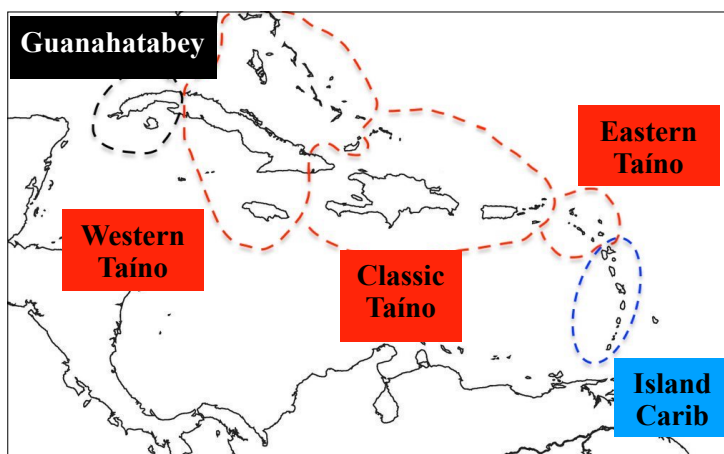 Guanahatabey
Eastern
Taíno
Western
Taíno
Classic
Taíno
Island
Carib